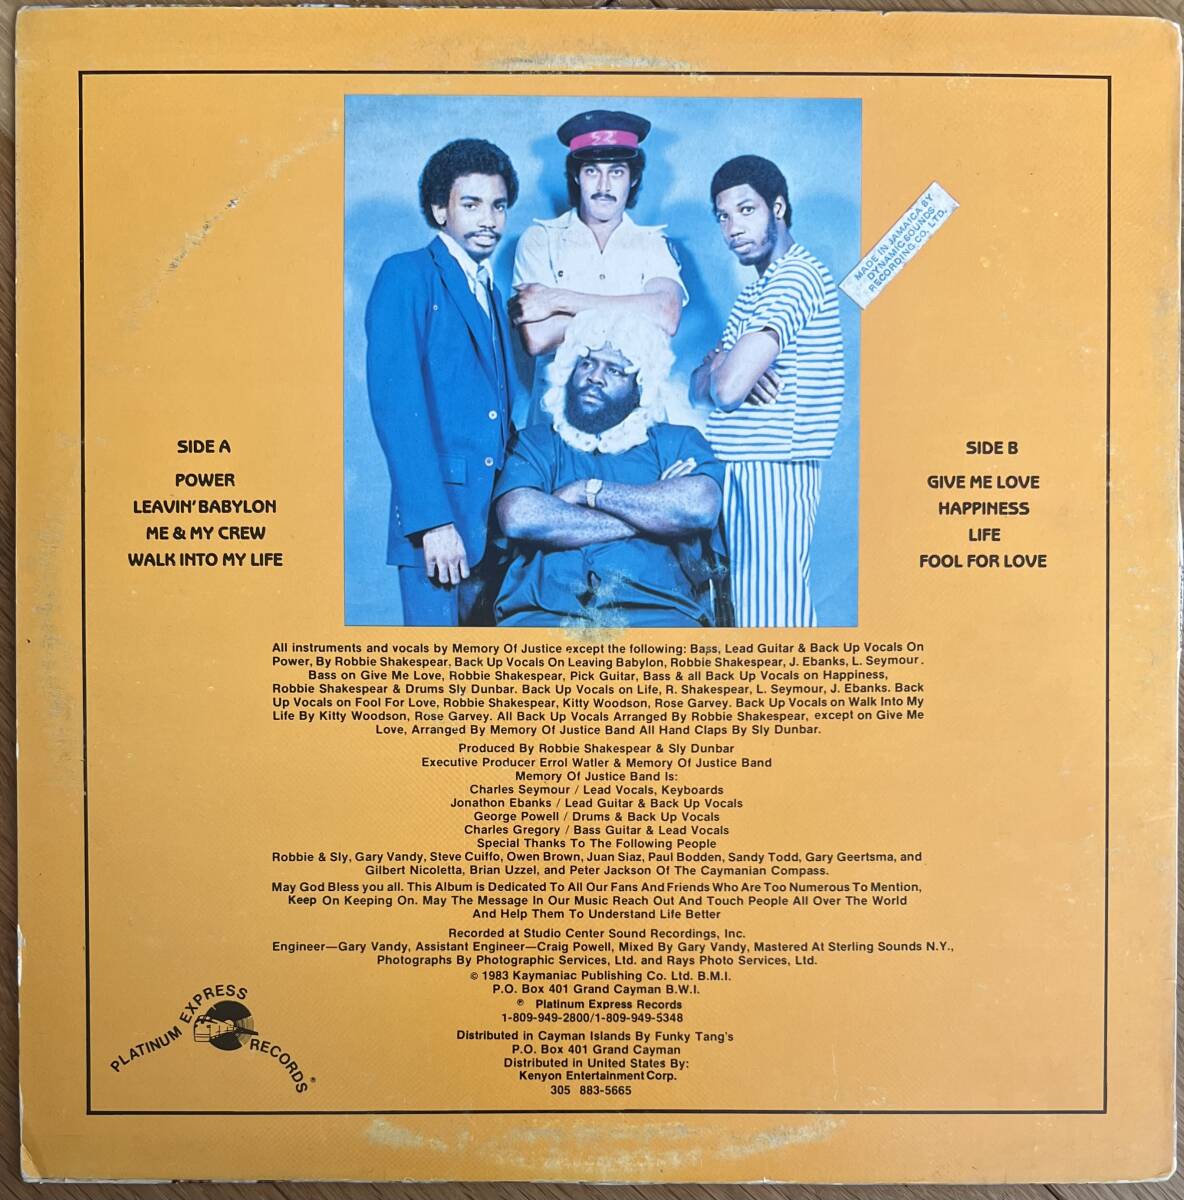 MADE IN JAMAICA BY
DYNAMIC SOUNDS
RECORDING CO. LTD.
SIDE A
POWER
LEAVIN' BABYLON
ME & MY CREW
WALK INTO MY LIFE
SIDE B
GIVE ME LOVE
HAPPINESS
LIFE
FOOL FOR LOVE
All instruments and vocals by Memory Of Justice except the following: Bass, Lead Guitar & Back Up Vocals On
Power, By Robbie Shakespear, Back Up Vocals On Leaving Babylon, Robbie Shakespear, J. Ebanks, L. Seymour.
Bass on Give Me Love, Robbie Shakespear, Pick Guitar, Bass & all Back Up Vocals on Happiness,
Robbie Shakespear & Drums Sly Dunbar. Back Up Vocals on Life, R. Shakespear, L. Seymour, J. Ebanks. Back
Up Vocals on Fool For Love, Robbie Shakespear, Kitty Woodson, Rose Garvey. Back Up Vocals on Walk Into My
Life By Kitty Woodson, Rose Garvey. All Back Up Vocals Arranged By Robbie Shakespear, except on Give Me
Love, Arranged By Memory Of Justice Band All Hand Claps By Sly Dunbar.
Produced By Robbie Shakespear & Sly Dunbar
Executive Producer Errol Watler & Memory Of Justice Band
Memory Of Justice Band Is:
Charles Seymour / Lead Vocals, Keyboards
Jonathon Ebanks / Lead Guitar & Back Up Vocals
George Powell / Drums & Back Up Vocals
Charles Gregory / Bass Guitar & Lead Vocals
Special Thanks To The Following People
Robbie & Sly, Gary Vandy, Steve Cuiffo, Owen Brown, Juan Siaz, Paul Bodden, Sandy Todd, Gary Geertsma, and
Gilbert Nicoletta, Brian Uzzel, and Peter Jackson Of The Caymanian Compass.
May God Bless you all. This Album is Dedicated To All Our Fans And Friends Who Are Too Numerous To Mention,
Keep On Keeping On. May The Message In Our Music Reach Out And Touch People All Over The World
And Help Them To Understand Life Better
Recorded at Studio Center Sound Recordings, Inc.
Engineer—Gary Vandy, Assistant Engineer—Craig Powell, Mixed By Gary Vandy, Mastered At Sterling Sounds N.Y.,
Photographs By Photographic Services, Ltd. and Rays Photo Services, Ltd.
© 1983 Kaymaniac Publishing Co. Ltd. B.M.I.
P.O. Box 401 Grand Cayman B.W.I.
℗ Platinum Express Records
1-809-949-2800/1-809-949-5348
Distributed in Cayman Islands By Funky Tang's
P.O. Box 401 Grand Cayman
Distributed in United States By:
Kenyon Entertainment Corp.
305 883-5665
PLATINUM EXPRESS
RECORDS®